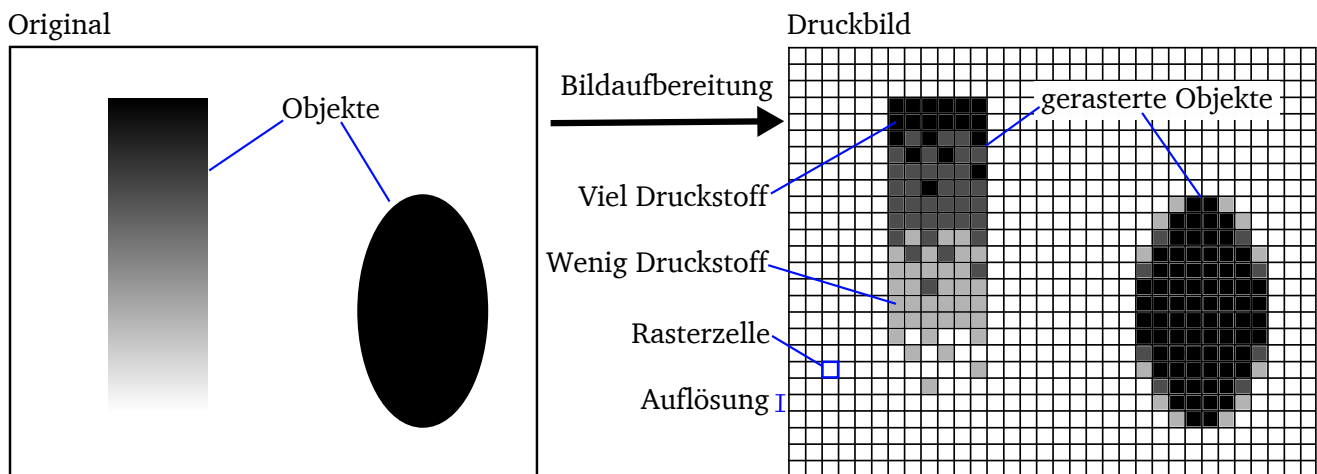 Original
Druckbild
Objekte
Bildaufbereitung
gerasterte Objekte
Viel Druckstoff
Wenig Druckstoff
Rasterzelle
Auflösung